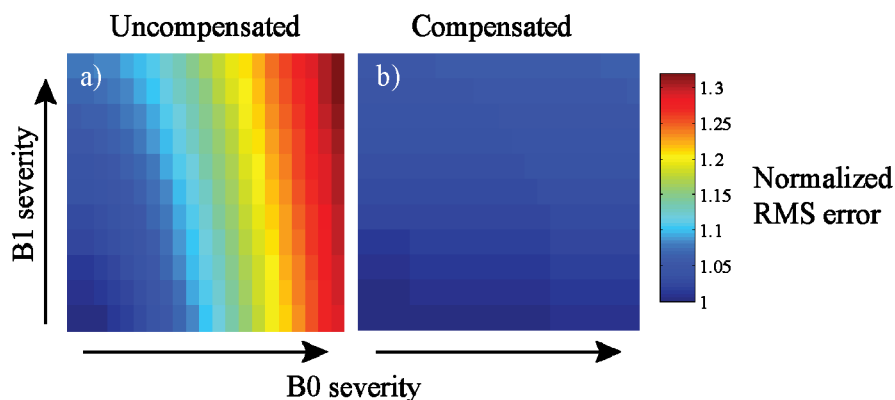 Uncompensated
Compensated
a)
b)
B1 severity
B0 severity
1.3
1.25
1.2
1.15
1.1
1.05
1
Normalized
RMS error